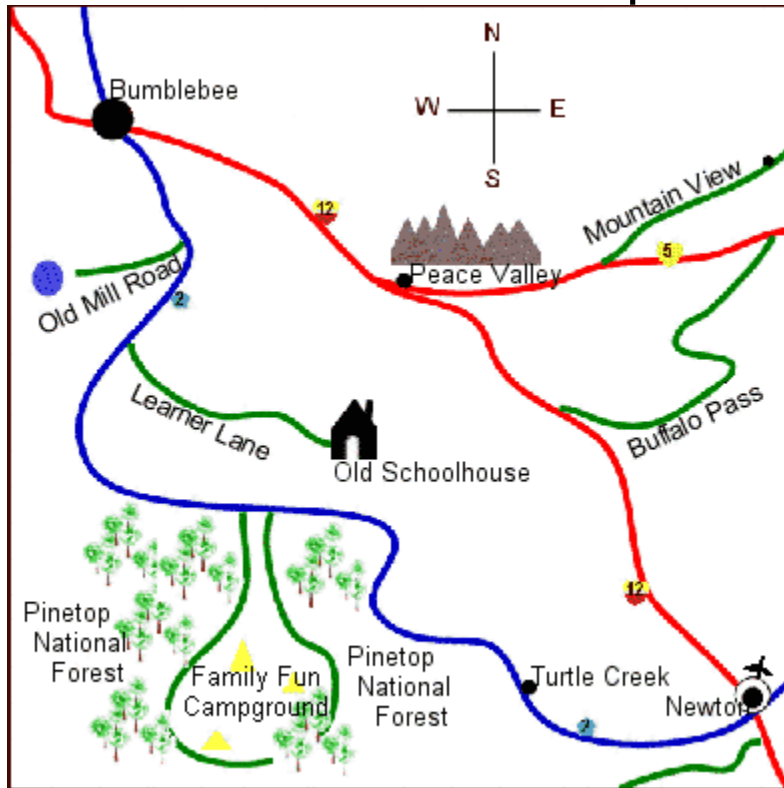 N
Bumblebee
W
E
S
12
Mountain View
5
Peace Valley
Old Mill Road
2
Learner Lane
Buffalo Pass
Old Schoolhouse
12
Pinetop
National
Forest
Family Fun
Campground
Pinetop
National
Forest
Turtle Creek
Newton
2